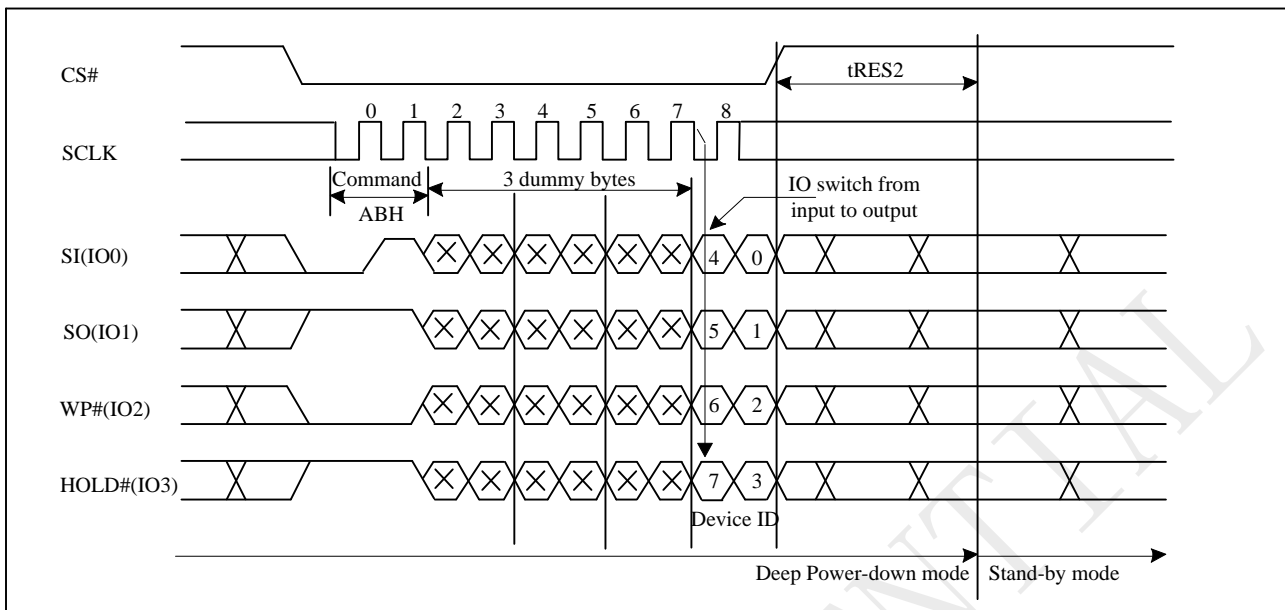 CS#
tRES2
0 1 2 3 4 5 6 7 8
SCLK
Command
ABH
3 dummy bytes
IO switch from
input to output
SI(IO0)
4 0
SO(IO1)
5 1
WP#(IO2)
6 2
HOLD#(IO3)
7 3
Device ID
Deep Power-down mode
Stand-by mode
NTIAL